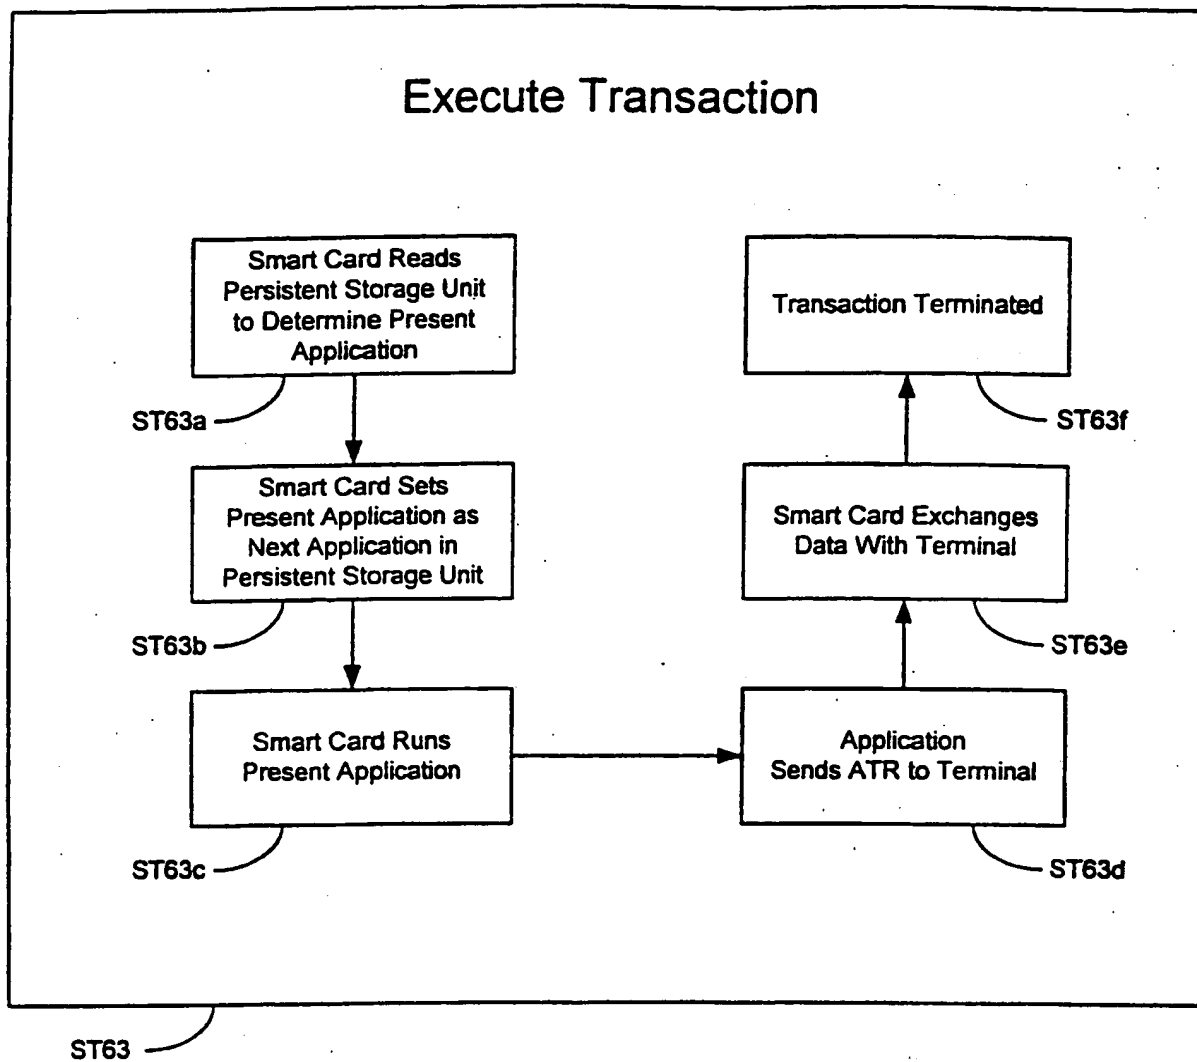 Execute Transaction
Smart Card Reads
Persistent Storage Unit
to Determine Present
Application
ST63a
Smart Card Sets
Present Application as
Next Application in
Persistent Storage Unit
ST63b
Smart Card Runs
Present Application
ST63c
Application
Sends ATR to Terminal
ST63d
Smart Card Exchanges
Data With Terminal
ST63e
Transaction Terminated
ST63f
ST63